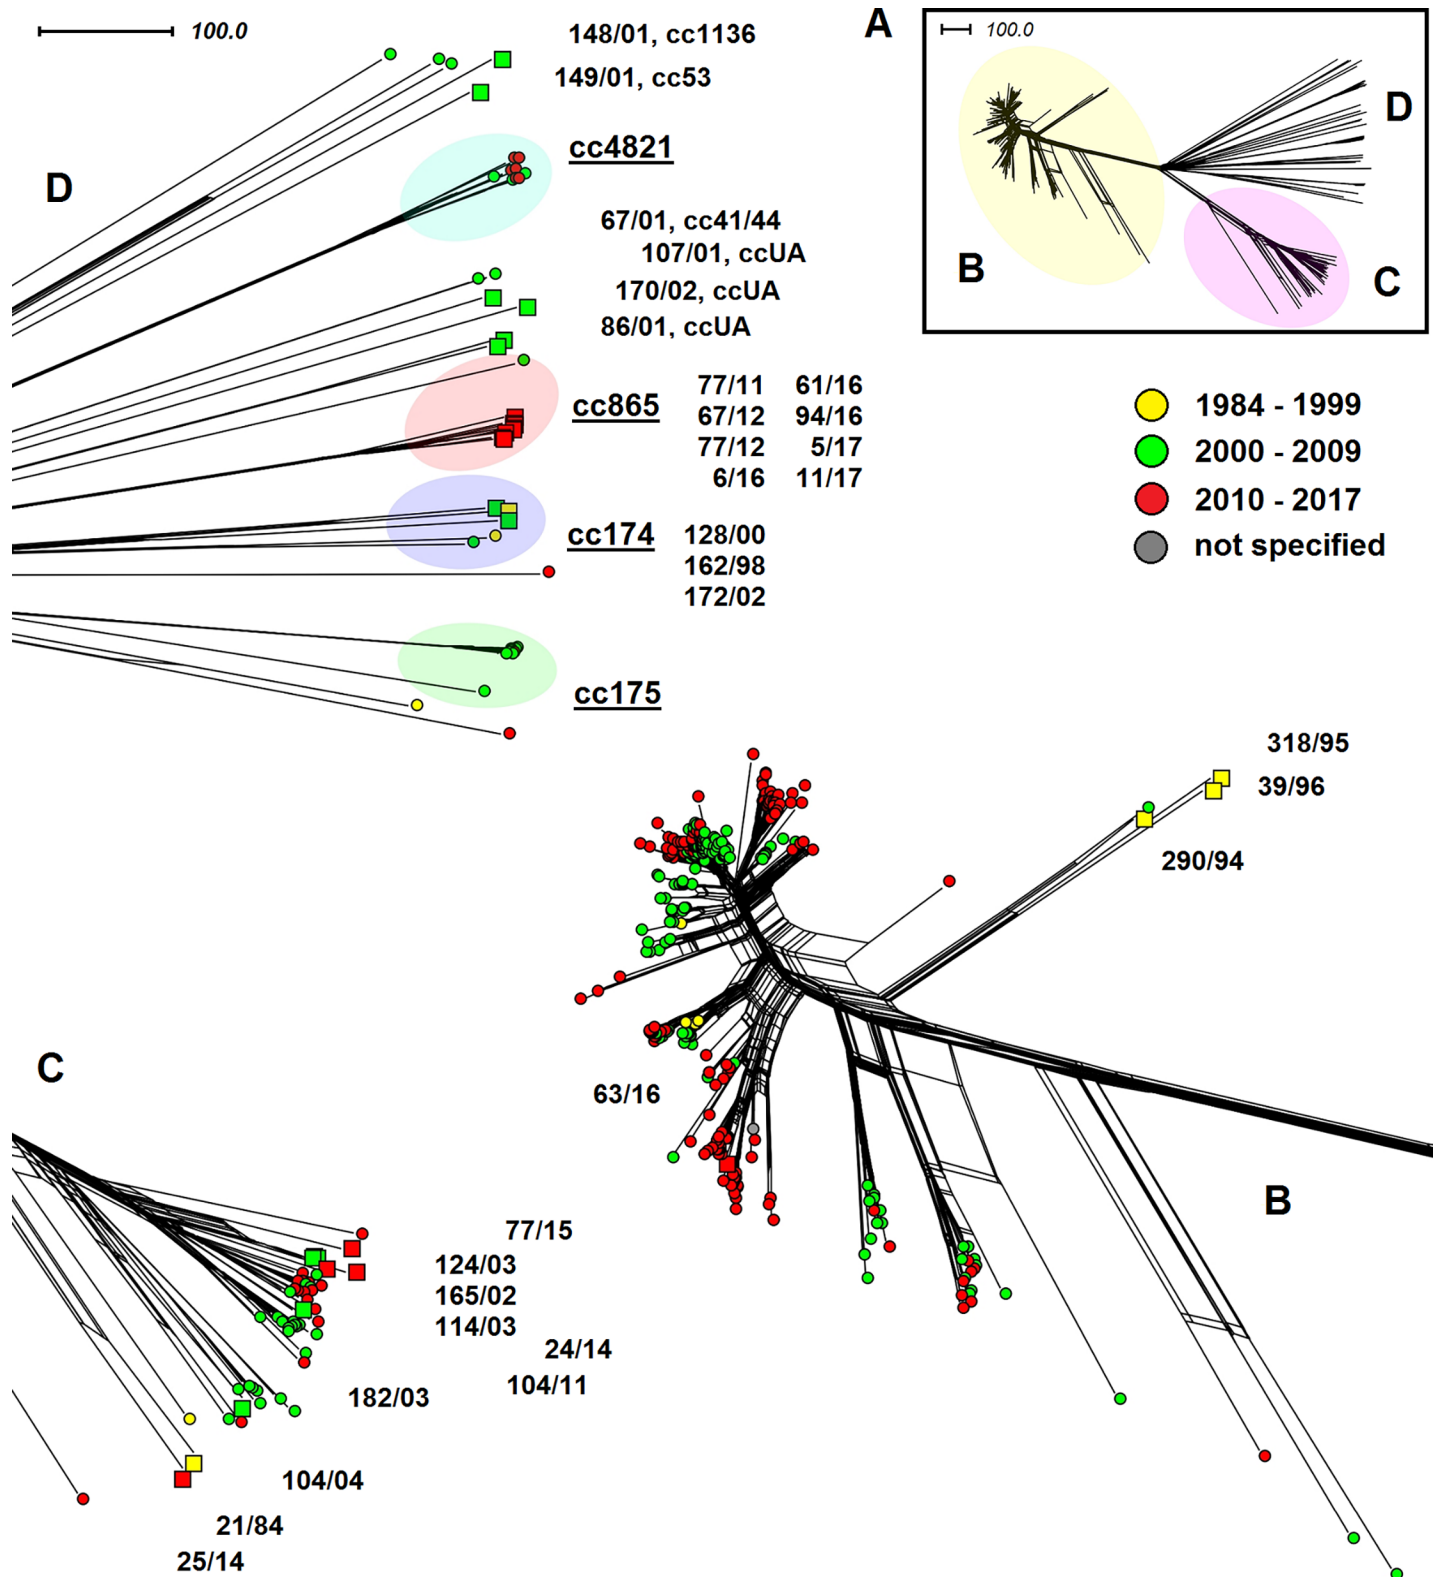 100.0
148/01, cc1136
149/01, cc53
D
cc4821
67/01, cc41/44
107/01, ccUA
170/02, ccUA
86/01, ccUA
cc865
77/11 61/16
67/12 94/16
77/12 5/17
6/16 11/17
cc174
128/00
162/98
172/02
cc175
A
100.0
D
B
C
1984 - 1999
2000 - 2009
2010 - 2017
not specified
318/95
39/96
290/94
63/16
B
C
77/15
124/03
165/02
114/03
24/14
104/11
182/03
104/04
21/84
25/14